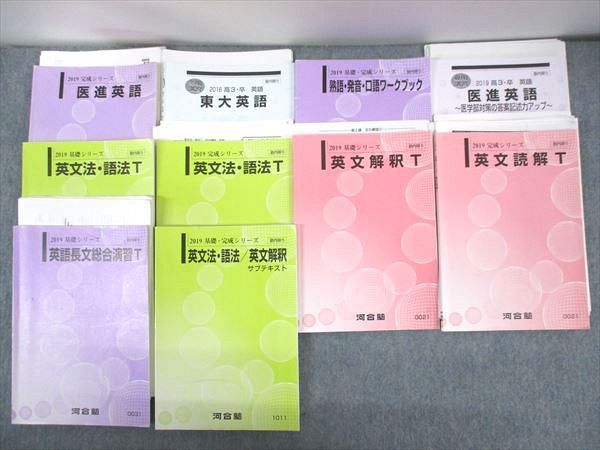 2019 完成シリーズ
医進英語
2018 高3・卒 英語
東大英語
2019 基礎・完成シリーズ
熟語・発音・口語ワークブック
2019 高3・卒 英語
医進英語
~医学部対策の答案記述力アップ~
2019 基礎シリーズ
英文法・語法T
2019 完成シリーズ
英文法・語法T
2019 基礎シリーズ
英文解釈T
河合塾
0021
2019 完成シリーズ
英文読解T
河合塾
0021
2019 基礎シリーズ
英語長文総合演習T
河合塾
0031
2019 基礎・完成シリーズ
英文法・語法/英文解釈
サブテキスト
河合塾
1011